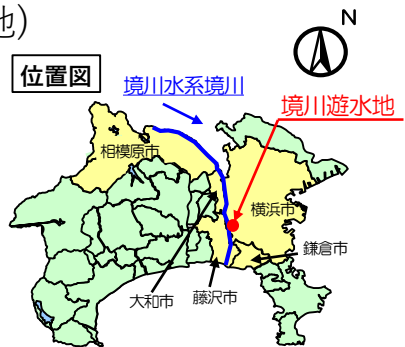 地)
N
位置図
境川水系境川
境川遊水地
相模原市
横浜市
鎌倉市
大和市
藤沢市